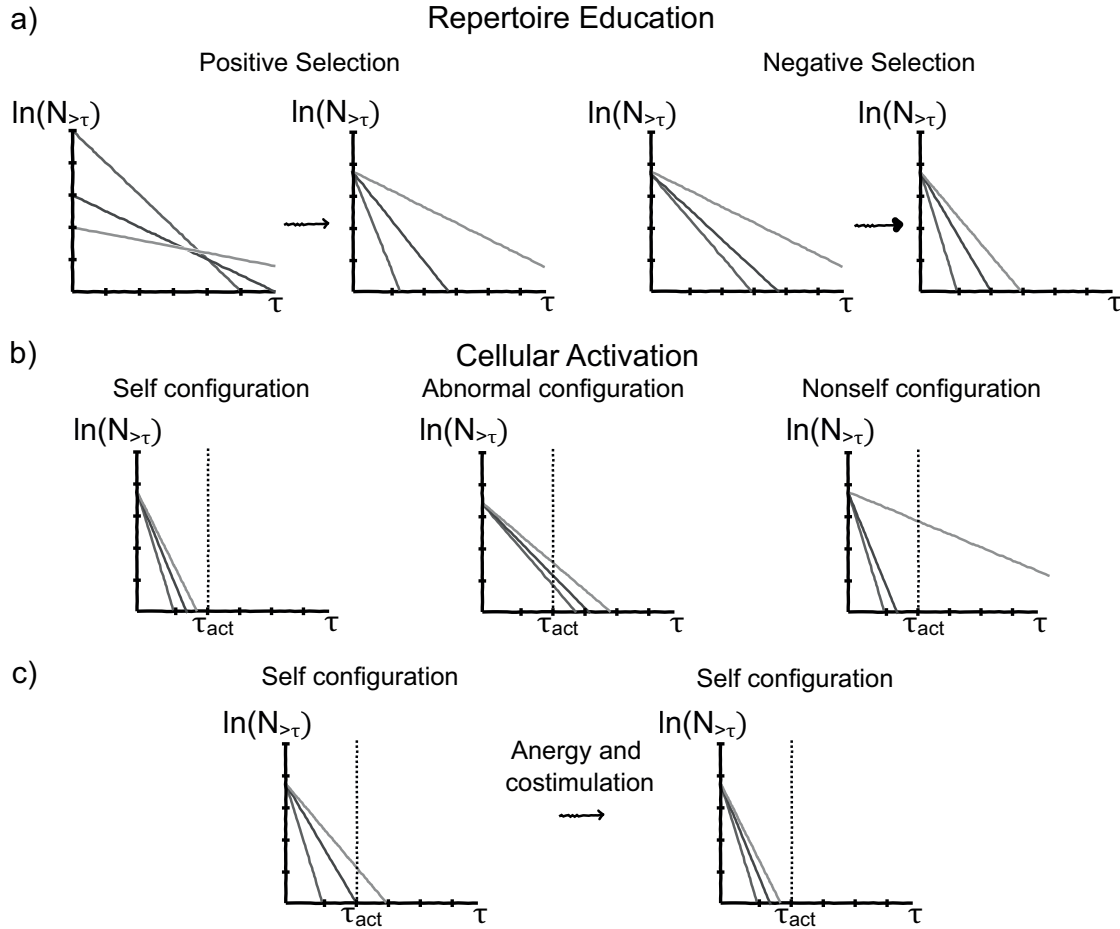 a)
Repertoire Education
Positive Selection
Negative Selection
ln(N>τ)
ln(N>τ)
ln(N>τ)
ln(N>τ)
τ
τ
τ
τ
b)
Cellular Activation
Self configuration
Abnormal configuration
Nonself configuration
ln(N>τ)
ln(N>τ)
ln(N>τ)
τact
τ
τact
τ
τact
τ
c)
Self configuration
Self configuration
ln(N>τ)
ln(N>τ)
Anergy and
costimulation
τact
τ
τact
τ